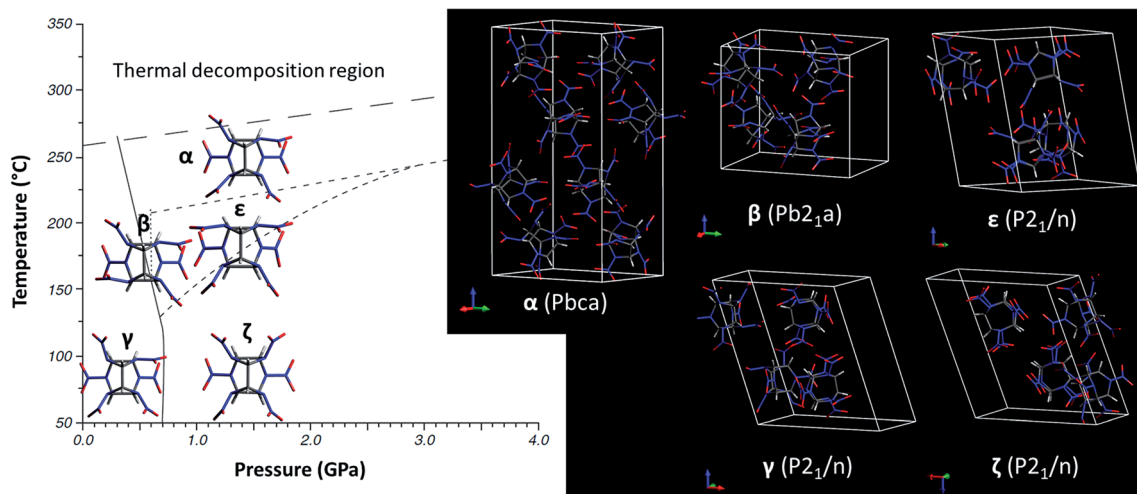 350
Thermal decomposition region
300
250
α
200
β
ε
150
γ
ζ
100
50
0.0
1.0
2.0
3.0
4.0
Temperature (°C)
Pressure (GPa)
α (Pbca)
β (Pb2₁a)
ε (P2₁/n)
γ (P2₁/n)
ζ (P2₁/n)